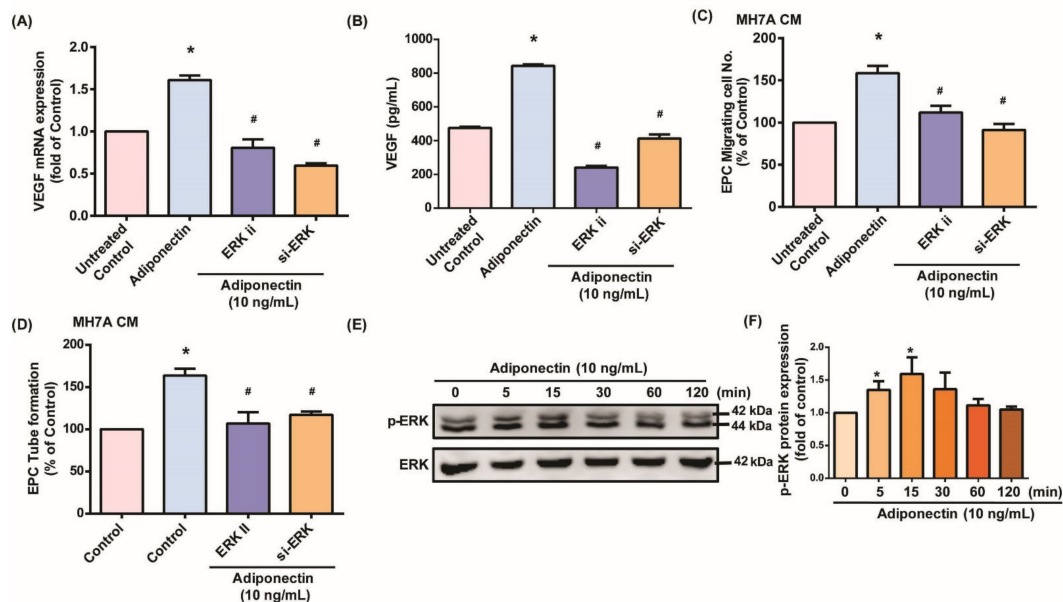 (A)
VEGF mRNA expression
(fold of Control)
2.0
1.5
1.0
0.5
0.0
*
#
#
Untreated
Control
Adiponectin
ERK ii
si-ERK
Adiponectin
(10 ng/mL)
(B)
VEGF
(pg/mL)
1000
800
600
400
200
0
*
#
#
Untreated
Control
Adiponectin
ERK ii
si-ERK
Adiponectin
(10 ng/mL)
(C)
MH7A CM
EPC Migrating cell No.
(% of Control)
200
150
100
50
0
*
#
#
Untreated
Control
Adiponectin
ERK ii
si-ERK
Adiponectin
(10 ng/mL)
(D)
MH7A CM
EPC Tube formation
(% of Control)
200
150
100
50
0
*
#
#
Control
Control
ERK II
si-ERK
Adiponectin
(10 ng/mL)
(E)
Adiponectin (10 ng/mL)
0 5 15 30 60 120 (min)
p-ERK
42 kDa
44 kDa
ERK
42 kDa
(F)
p-ERK protein expression
(fold of control)
2.0
1.5
1.0
0.5
0.0
*
*
0 5 15 30 60 120 (min)
Adiponectin (10 ng/mL)